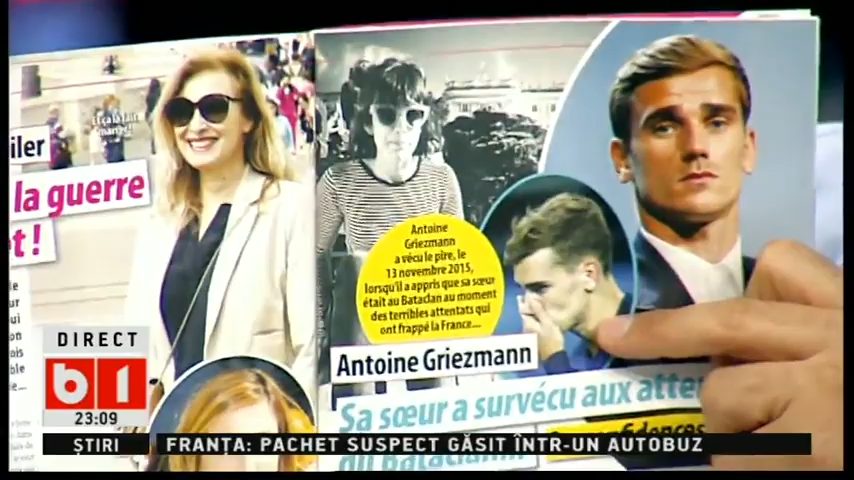 Et ça la faire
marrer!!
iler
la guerre
t !
Antoine
Griezmann
a vécu le pire, le
13 novembre 2015,
lorsqu'il a appris que sa sœur
était au Bataclan au moment
des terribles attentats qui
ont frappé la France...
Antoine Griezmann
Sa sœur a survécu aux atte
du Bataclan
DIRECT
b1
23:09
ȘTIRI
FRANȚA: PACHET SUSPECT GĂSIT ÎNTR-UN AUTOBUZ